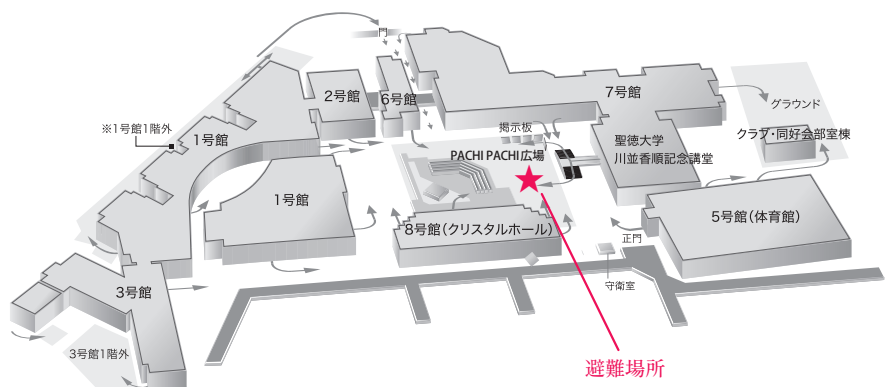 門
2号館
6号館
7号館
グラウンド
※1号館1階外
1号館
掲示板
聖徳大学
川並香順記念講堂
クラブ・同好会部室棟
PACHI PACHI広場
1号館
8号館(クリスタルホール)
正門
5号館(体育館)
守衛室
3号館
3号館1階外
避難場所